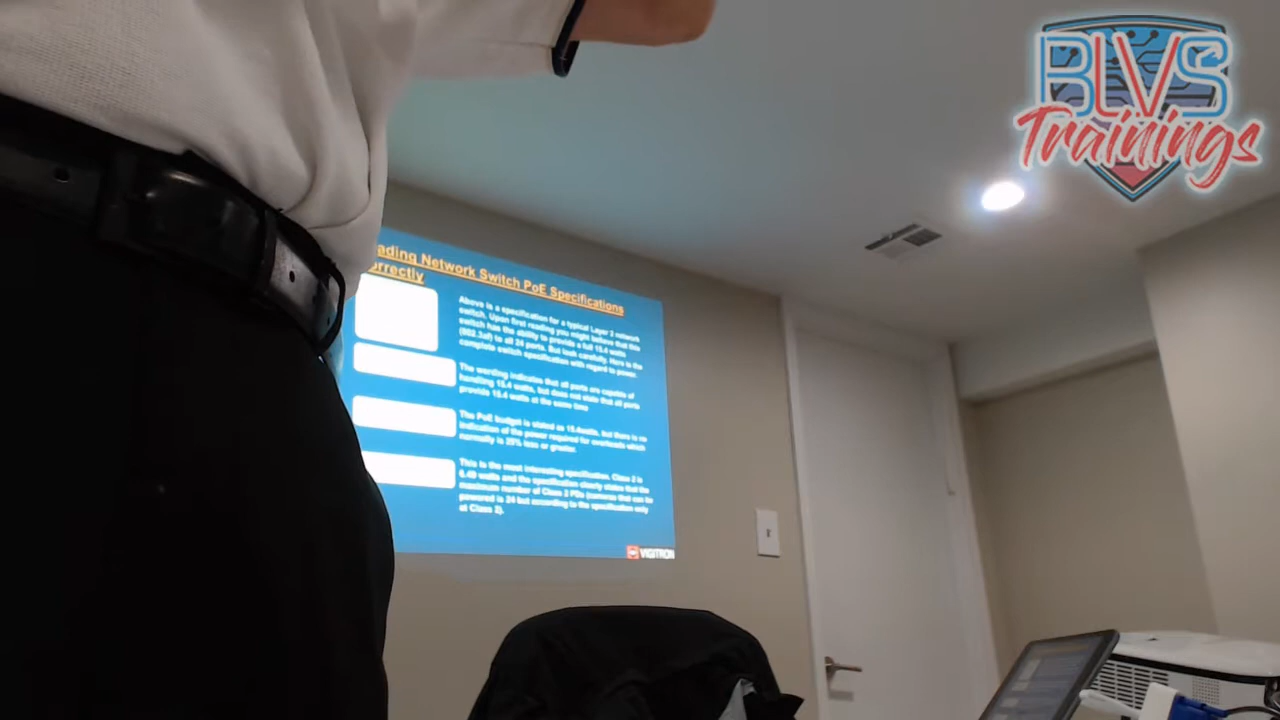 BLVS
Trainings
ading Network Switch PoE Specifications
orrectly
Above is a specification for a typical Layer 2 network
switch. Upon first reading you might believe that this
switch has the ability to provide a full 15.4 watts
(802.3af) to all 24 ports. But look carefully. Here is the
complete switch specification with regard to power.
The wording indicates that all ports are capable of
handling 15.4 watts, but does not state that all ports
provide 15.4 watts at the same time
The PoE budget is stated as 15.4watts, but there is no
indication of the power required for overheads which
normally is 25% less or greater.
This is the most interesting specification. Class 2 is
6.49 watts and the specification clearly states that the
maximum number of Class 2 PDs (cameras that can be
powered is 24 but according to the specification only
at Class 2).
VIGITRON